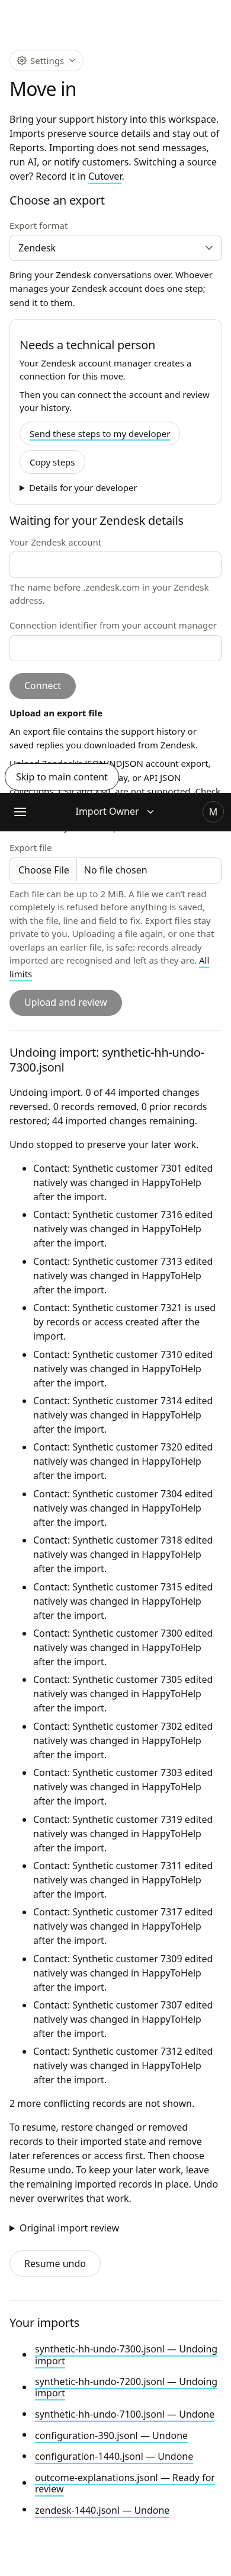 Settings
Move in
Bring your support history into this workspace.
Imports preserve source details and stay out of
Reports. Importing does not send messages,
run AI, or notify customers. Switching a source
over? Record it in Cutover.
Choose an export
Export format
Zendesk
Bring your Zendesk conversations over. Whoever
manages your Zendesk account does one step;
send it to them.
Needs a technical person
Your Zendesk account manager creates a
connection for this move.
Then you can connect the account and review
your history.
Send these steps to my developer
Copy steps
Details for your developer
Waiting for your Zendesk details
Your Zendesk account
The name before .zendesk.com in your Zendesk
address.
Connection identifier from your account manager
Connect
Upload an export file
An export file contains the support history or
saved replies you downloaded from Zendesk.
Skip to main content
Import Owner
M
Export file
Choose File No file chosen
Each file can be up to 2 MiB. A file we can't read
completely is refused before anything is saved,
with the file, line and field to fix. Export files stay
private to you. Uploading a file again, or one that
overlaps an earlier file, is safe: records already
imported are recognised and left as they are. All
limits
Upload and review
Undoing import: synthetic-hh-undo-
7300.jsonl
Undoing import. 0 of 44 imported changes
reversed. 0 records removed, 0 prior records
restored; 44 imported changes remaining.
Undo stopped to preserve your later work.
Contact: Synthetic customer 7301 edited
natively was changed in HappyToHelp
after the import.
Contact: Synthetic customer 7316 edited
natively was changed in HappyToHelp
after the import.
Contact: Synthetic customer 7313 edited
natively was changed in HappyToHelp
after the import.
Contact: Synthetic customer 7321 is used
by records or access created after the
import.
Contact: Synthetic customer 7310 edited
natively was changed in HappyToHelp
after the import.
Contact: Synthetic customer 7314 edited
natively was changed in HappyToHelp
after the import.
Contact: Synthetic customer 7320 edited
natively was changed in HappyToHelp
after the import.
Contact: Synthetic customer 7304 edited
natively was changed in HappyToHelp
after the import.
Contact: Synthetic customer 7318 edited
natively was changed in HappyToHelp
after the import.
Contact: Synthetic customer 7315 edited
natively was changed in HappyToHelp
after the import.
Contact: Synthetic customer 7300 edited
natively was changed in HappyToHelp
after the import.
Contact: Synthetic customer 7305 edited
natively was changed in HappyToHelp
after the import.
Contact: Synthetic customer 7302 edited
natively was changed in HappyToHelp
after the import.
Contact: Synthetic customer 7303 edited
natively was changed in HappyToHelp
after the import.
Contact: Synthetic customer 7319 edited
natively was changed in HappyToHelp
after the import.
Contact: Synthetic customer 7311 edited
natively was changed in HappyToHelp
after the import.
Contact: Synthetic customer 7317 edited
natively was changed in HappyToHelp
after the import.
Contact: Synthetic customer 7309 edited
natively was changed in HappyToHelp
after the import.
Contact: Synthetic customer 7307 edited
natively was changed in HappyToHelp
after the import.
Contact: Synthetic customer 7312 edited
natively was changed in HappyToHelp
after the import.
2 more conflicting records are not shown.
To resume, restore changed or removed
records to their imported state and remove
later references or access first. Then choose
Resume undo. To keep your later work, leave
the remaining imported records in place. Undo
never overwrites that work.
Original import review
Resume undo
Your imports
synthetic-hh-undo-7300.jsonl — Undoing
import
synthetic-hh-undo-7200.jsonl — Undoing
import
synthetic-hh-undo-7100.jsonl — Undone
configuration-390.jsonl — Undone
configuration-1440.jsonl — Undone
outcome-explanations.jsonl — Ready for
review
zendesk-1440.jsonl — Undone